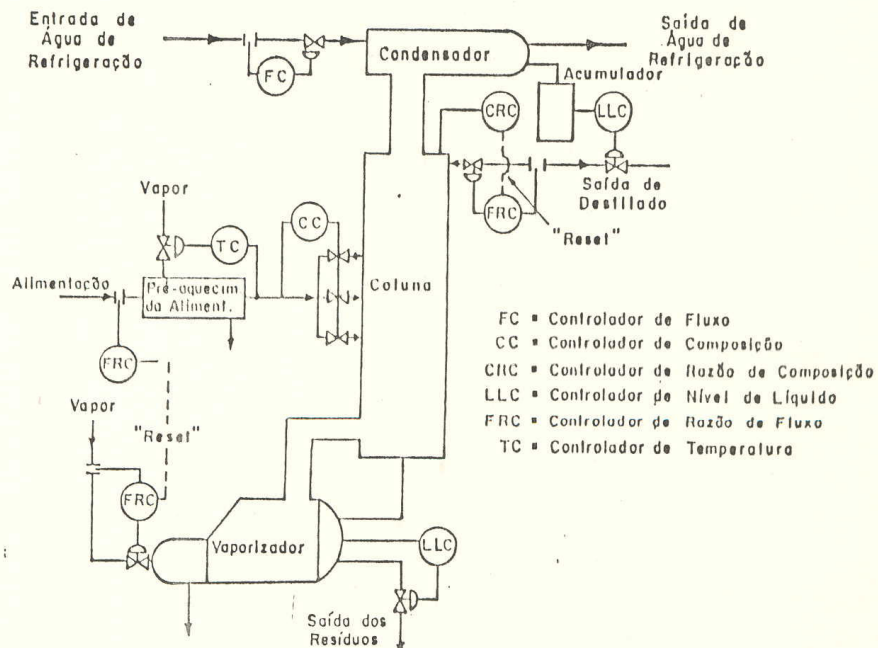 Entrada de
Água de
Refrigeração
FC
Condensador
Saída de
Água de
Refrigeração
Acumulador
CRC
LLC
Saída de
Destilado
FRC
"Reset"
Vapor
TC
CC
Alimentação
Pré-aquecim
da Aliment.
Coluna
FRC
Vapor
"Reset"
FRC
Vaporizador
LLC
Saída dos
Resíduos
FC = Controlador de Fluxo
CC = Controlador de Composição
CRC = Controlador de Razão de Composição
LLC = Controlador de Nível de Líquido
FRC = Controlador de Razão de Fluxo
TC = Controlador de Temperatura